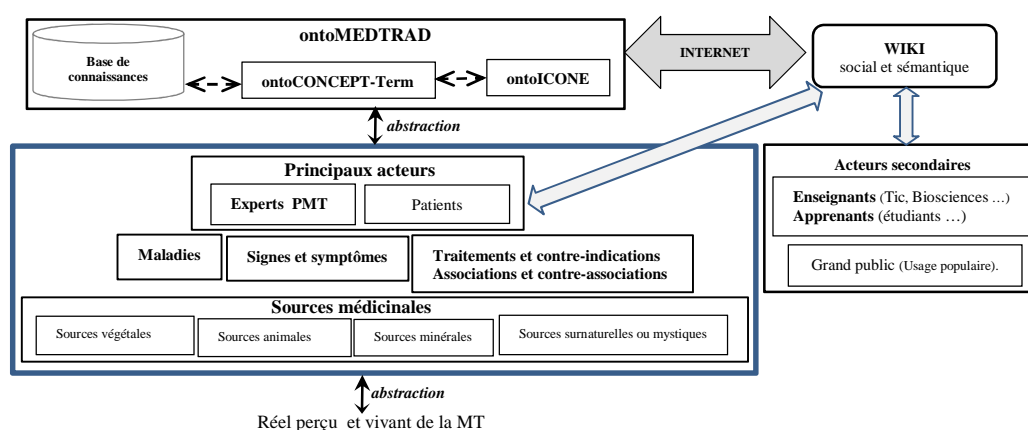 ontoMEDTRAD
Base de
connaissances
ontoCONCEPT-Term
ontoICONE
INTERNET
WIKI
social et sémantique
abstraction
Principaux acteurs
Experts PMT
Patients
Maladies
Signes et symptômes
Traitements et contre-indications
Associations et contre-associations
Sources médicinales
Sources végétales
Sources animales
Sources minérales
Sources surnaturelles ou mystiques
Acteurs secondaires
Enseignants (Tic, Biosciences ...)
Apprenants (étudiants ...)
Grand public (Usage populaire).
abstraction
Réel perçu et vivant de la MT